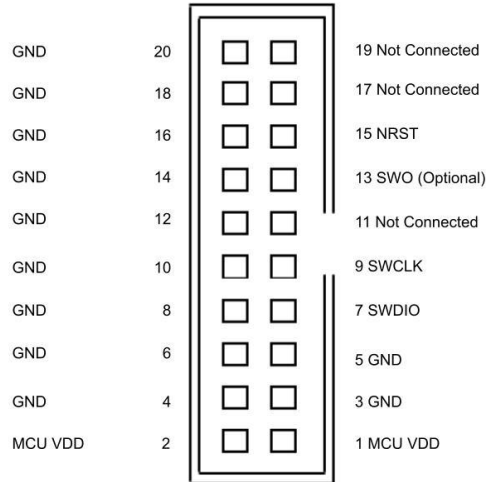 GND 20 19 Not Connected
GND 18 17 Not Connected
GND 16 15 NRST
GND 14 13 SWO (Optional)
GND 12 11 Not Connected
GND 10 9 SWCLK
GND 8 7 SWDIO
GND 6 5 GND
GND 4 3 GND
MCU VDD 2 1 MCU VDD